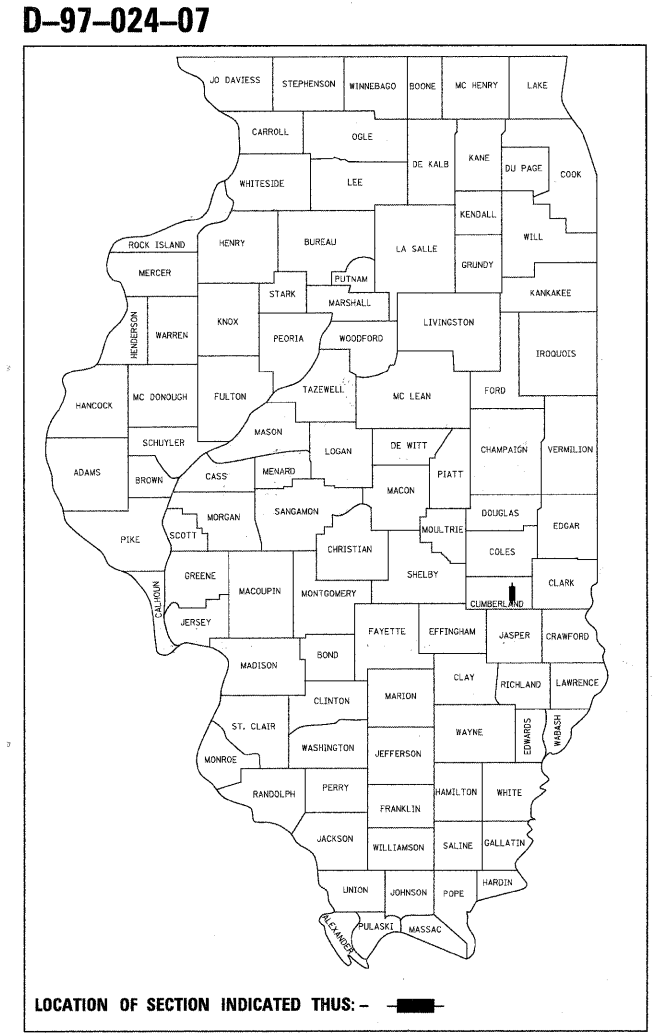 D–97–024–07
JO DAVIESS STEPHENSON WINNEBAGO BOONE MC HENRY LAKE
CARROLL OGLE
DE KALB KANE DU PAGE COOK
WHITESIDE LEE
KENDALL
ROCK ISLAND HENRY BUREAU LA SALLE WILL
MERCER PUTNAM GRUNDY
STARK MARSHALL KANKAKEE
HENDERSON WARREN KNOX PEORIA WOODFORD LIVINGSTON
IROQUOIS
HANCOCK MC DONOUGH FULTON TAZEWELL MC LEAN FORD
SCHUYLER MASON LOGAN DE WITT CHAMPAIGN VERMILION
ADAMS BROWN CASS MENARD PIATT
MACON
PIKE SCOTT MORGAN SANGAMON MOULTRIE DOUGLAS EDGAR
CHRISTIAN COLES
CALHOUN GREENE MACOUPIN MONTGOMERY SHELBY CLARK
CUMBERLAND
JERSEY FAYETTE EFFINGHAM JASPER CRAWFORD
MADISON BOND
CLAY RICHLAND LAWRENCE
CLINTON MARION
ST. CLAIR WAYNE EDWARDS WABASH
WASHINGTON JEFFERSON
MONROE
RANDOLPH PERRY HAMILTON WHITE
FRANKLIN
JACKSON WILLIAMSON SALINE GALLATIN
UNION JOHNSON POPE HARDIN
ALEXANDER PULASKI MASSAC
LOCATION OF SECTION INDICATED THUS: –